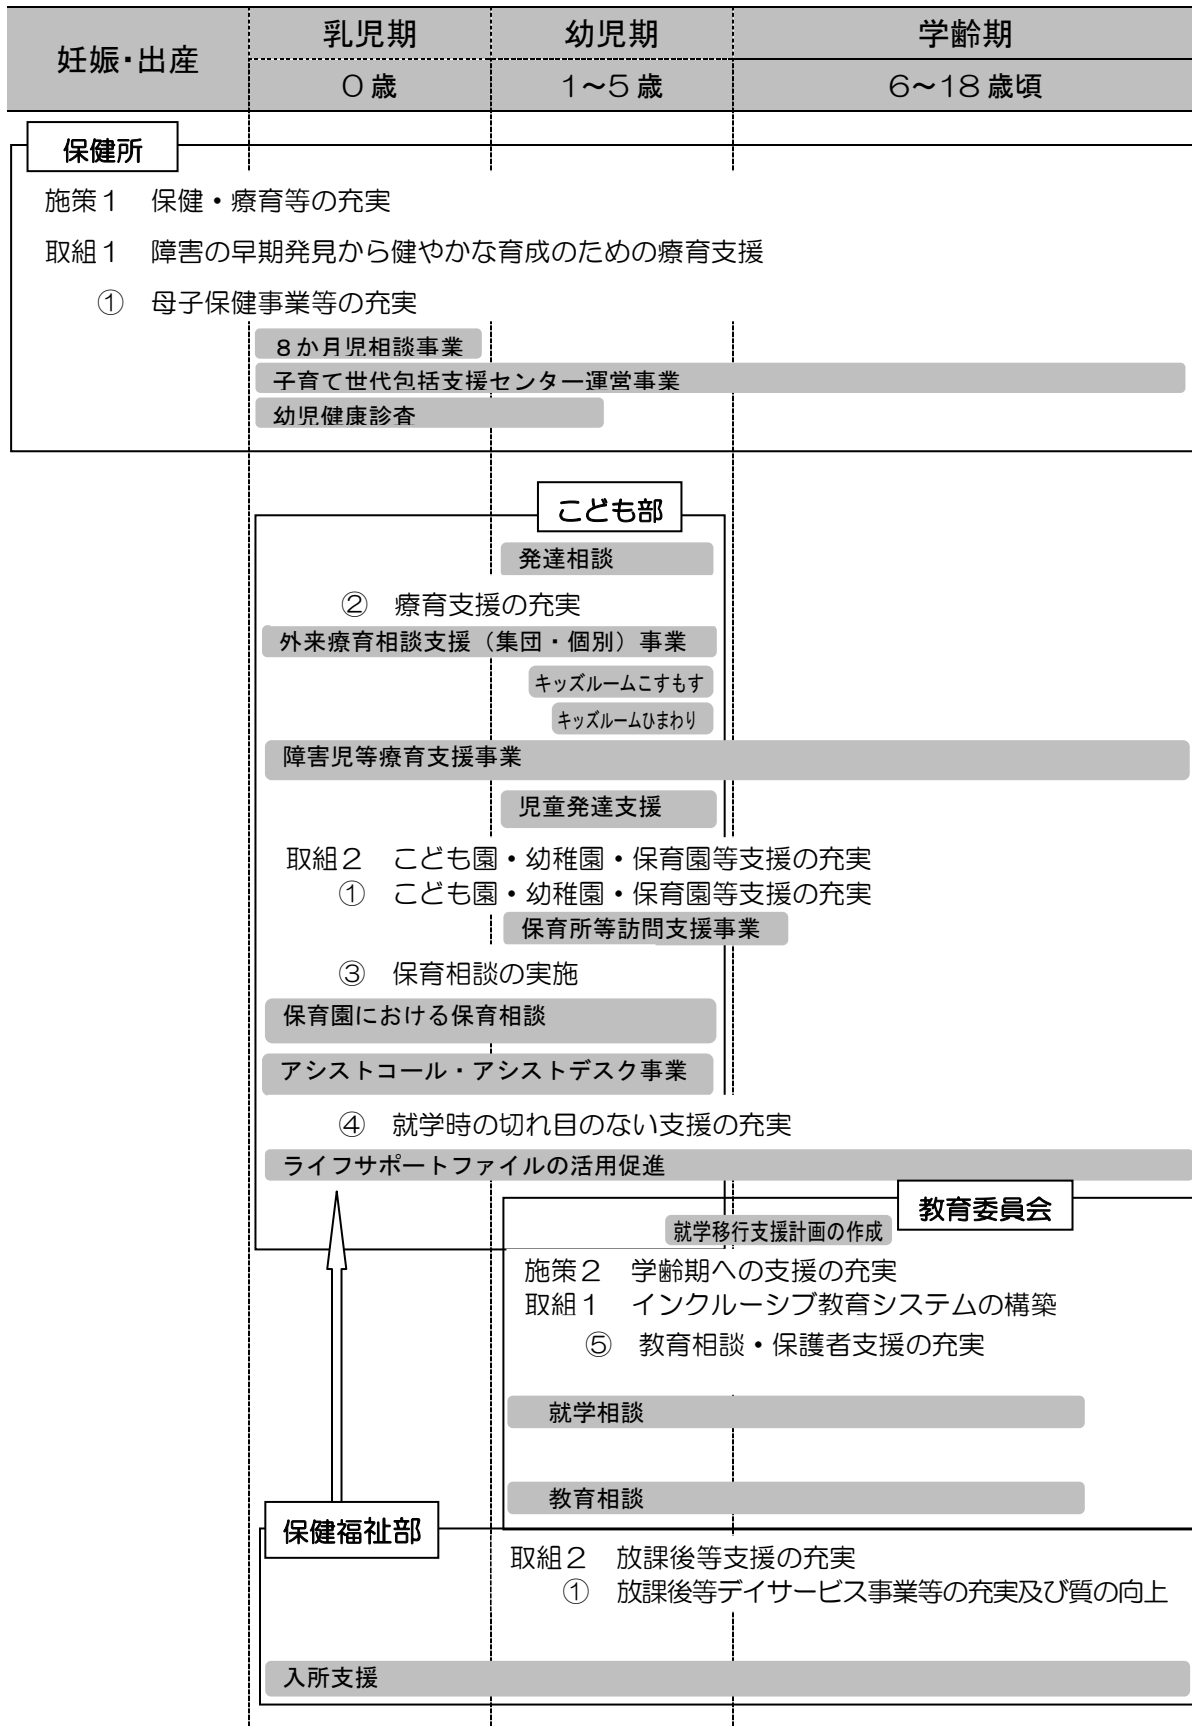 妊娠・出産
乳児期
幼児期
学齢期
０歳
１～５歳
６～１８歳頃
保健所
施策１　保健・療育等の充実
取組１　障害の早期発見から健やかな育成のための療育支援
①　母子保健事業等の充実
８か月児相談事業
子育て世代包括支援センター運営事業
幼児健康診査
こども部
発達相談
②　療育支援の充実
外来療育相談支援（集団・個別）事業
キッズルームこすもす
キッズルームひまわり
障害児等療育支援事業
児童発達支援
取組２　こども園・幼稚園・保育園等支援の充実
①　こども園・幼稚園・保育園等支援の充実
保育所等訪問支援事業
③　保育相談の実施
保育園における保育相談
アシストコール・アシストデスク事業
④　就学時の切れ目のない支援の充実
ライフサポートファイルの活用促進
教育委員会
就学移行支援計画の作成
施策２　学齢期への支援の充実
取組１　インクルーシブ教育システムの構築
⑤　教育相談・保護者支援の充実
就学相談
教育相談
保健福祉部
取組２　放課後等支援の充実
①　放課後等デイサービス事業等の充実及び質の向上
入所支援